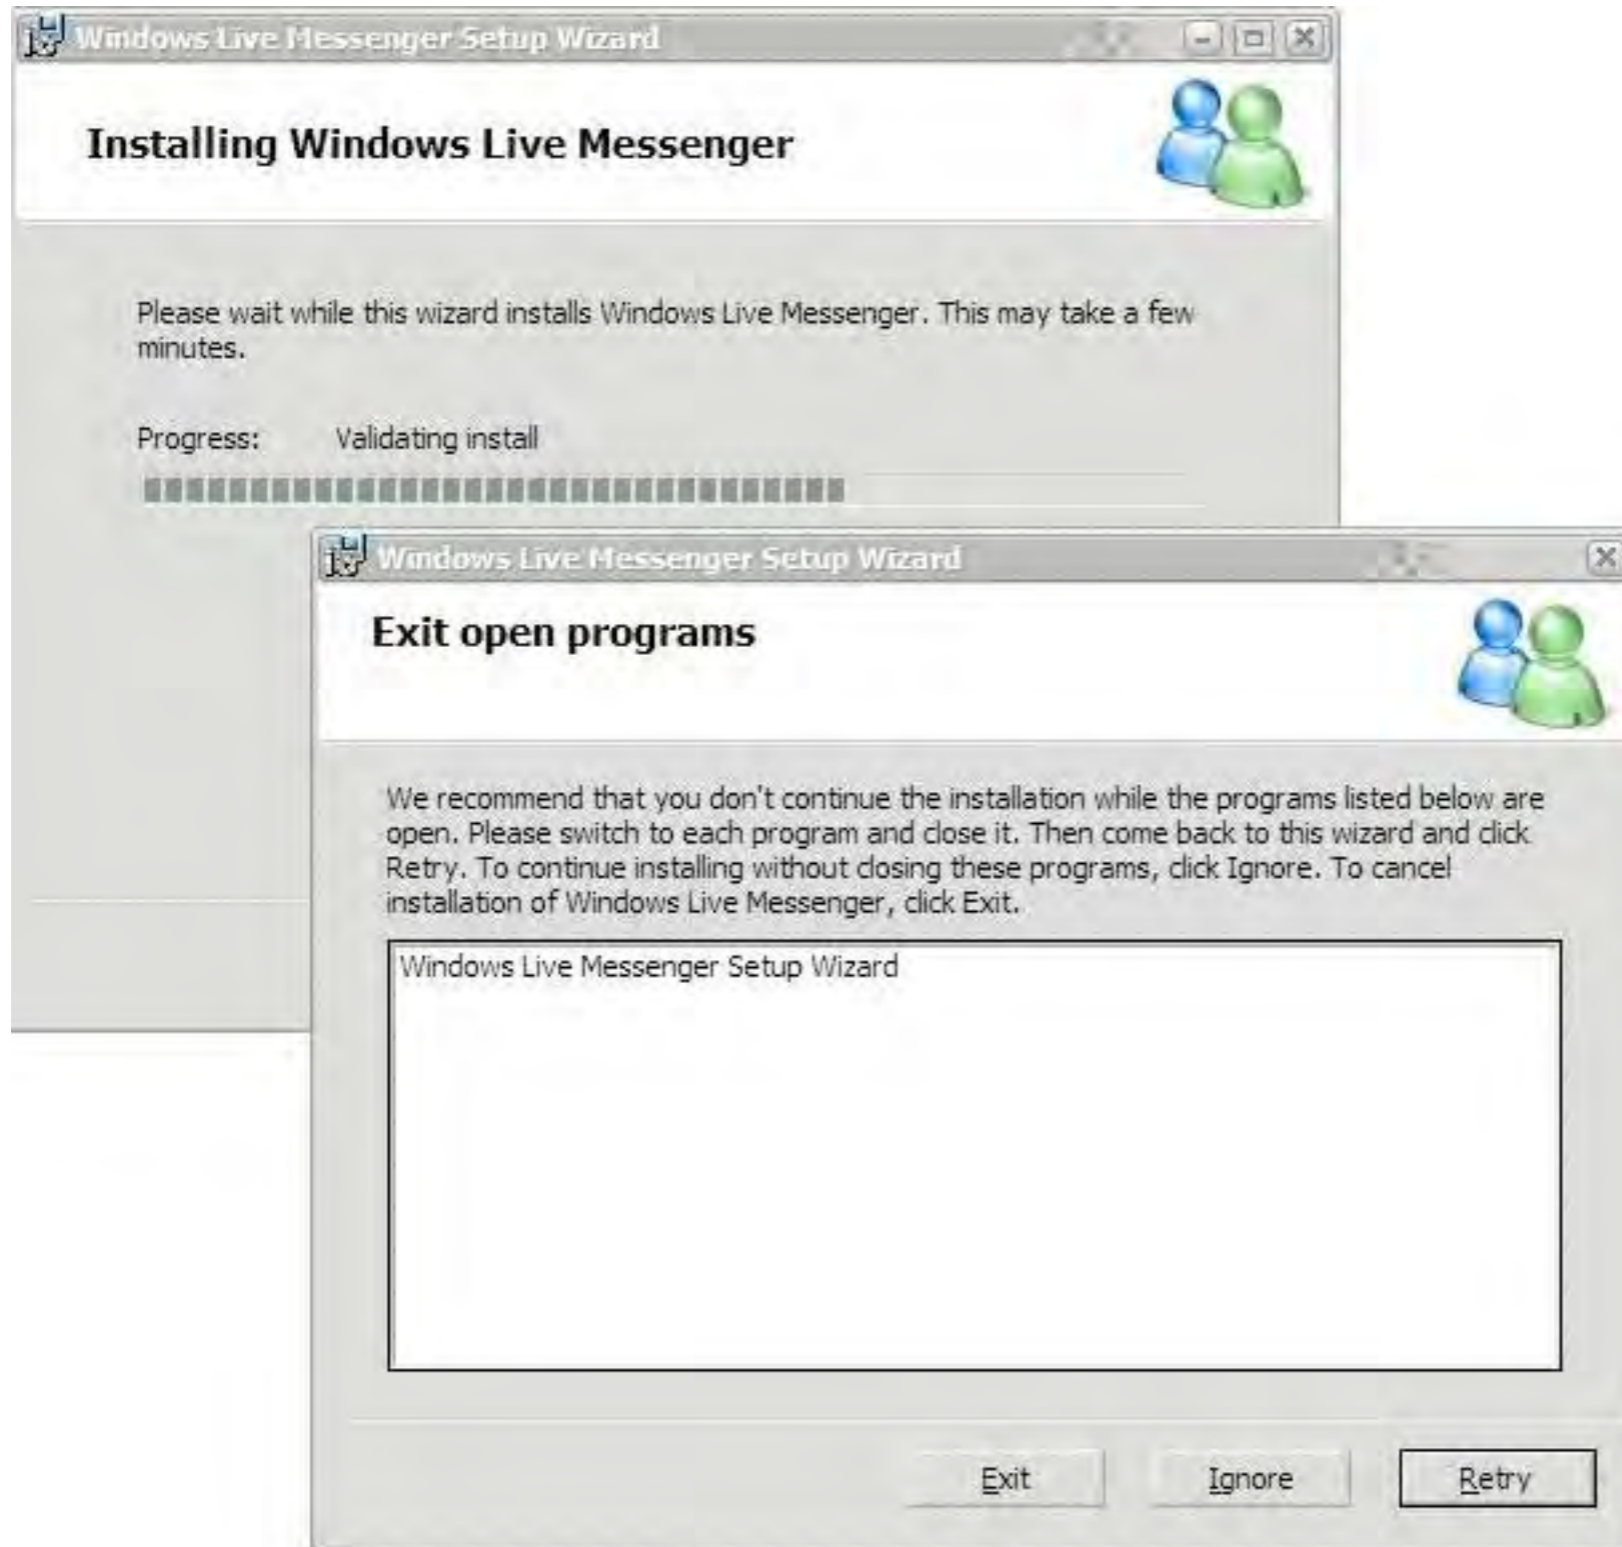 Windows Live Messenger Setup Wizard
Installing Windows Live Messenger
Please wait while this wizard installs Windows Live Messenger. This may take a few
minutes.
Progress: Validating install
Windows Live Messenger Setup Wizard
Exit open programs
We recommend that you don't continue the installation while the programs listed below are
open. Please switch to each program and close it. Then come back to this wizard and click
Retry. To continue installing without closing these programs, click Ignore. To cancel
installation of Windows Live Messenger, click Exit.
Windows Live Messenger Setup Wizard
Exit Ignore Retry